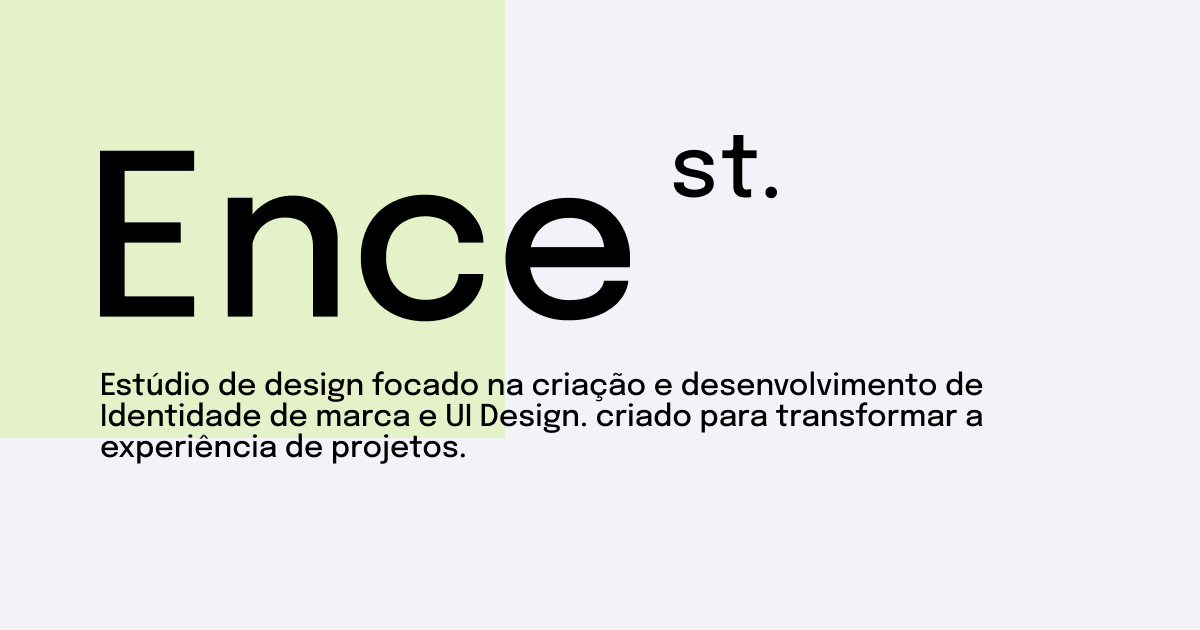 Ence st.
Estúdio de design focado na criação e desenvolvimento de
Identidade de marca e UI Design. criado para transformar a
experiência de projetos.